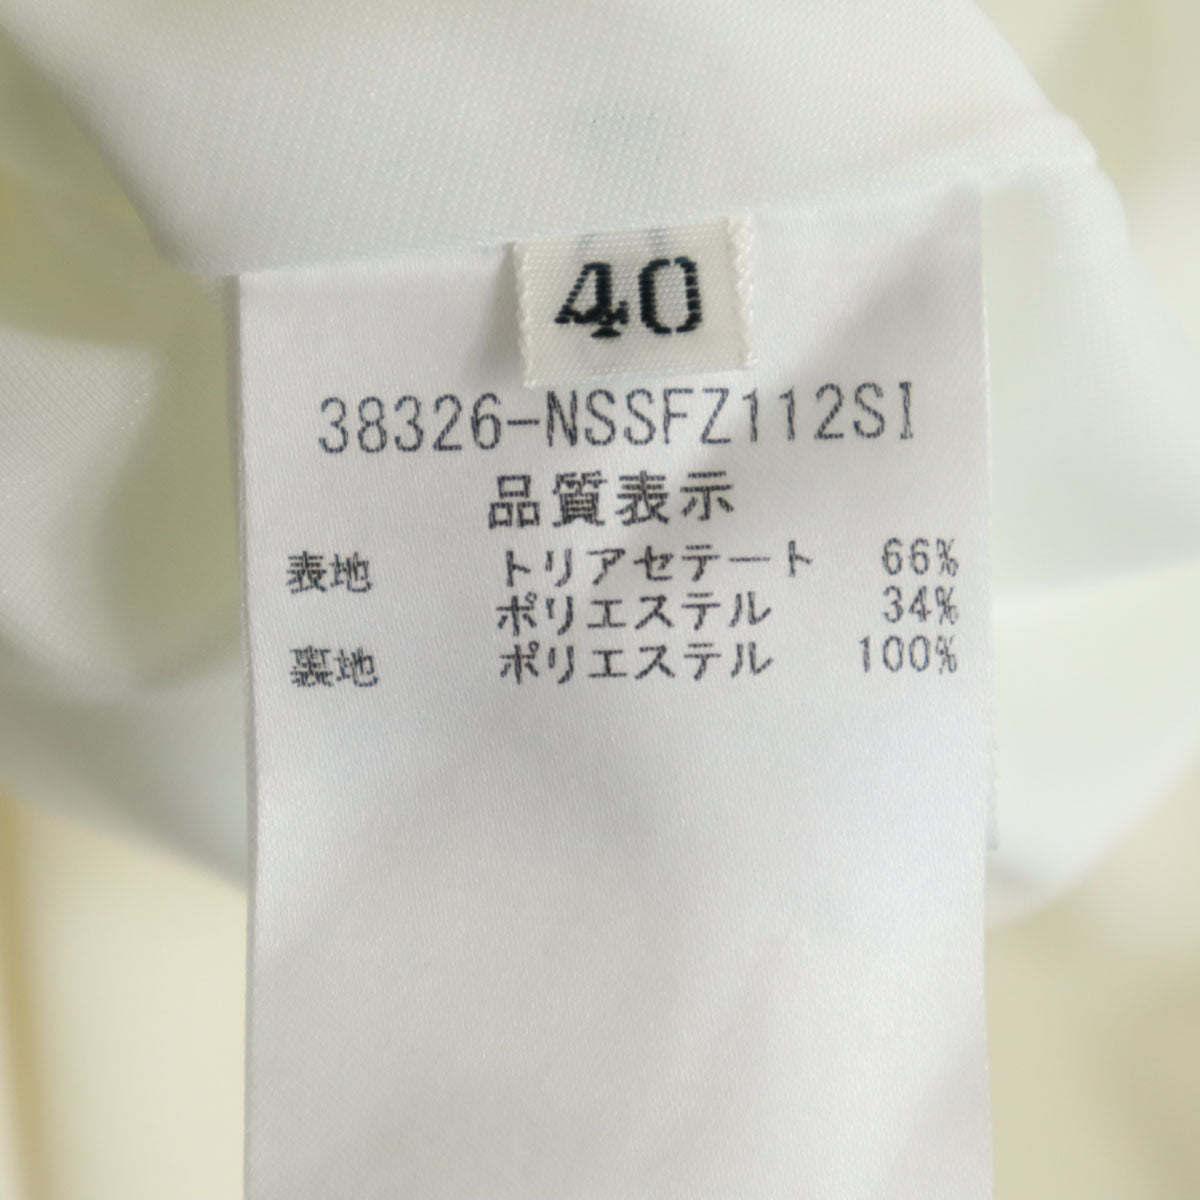 40
38326-NSSFZ112SI
品質表示
表地 トリアセテート 66%
ポリエステル 34%
裏地 ポリエステル 100%